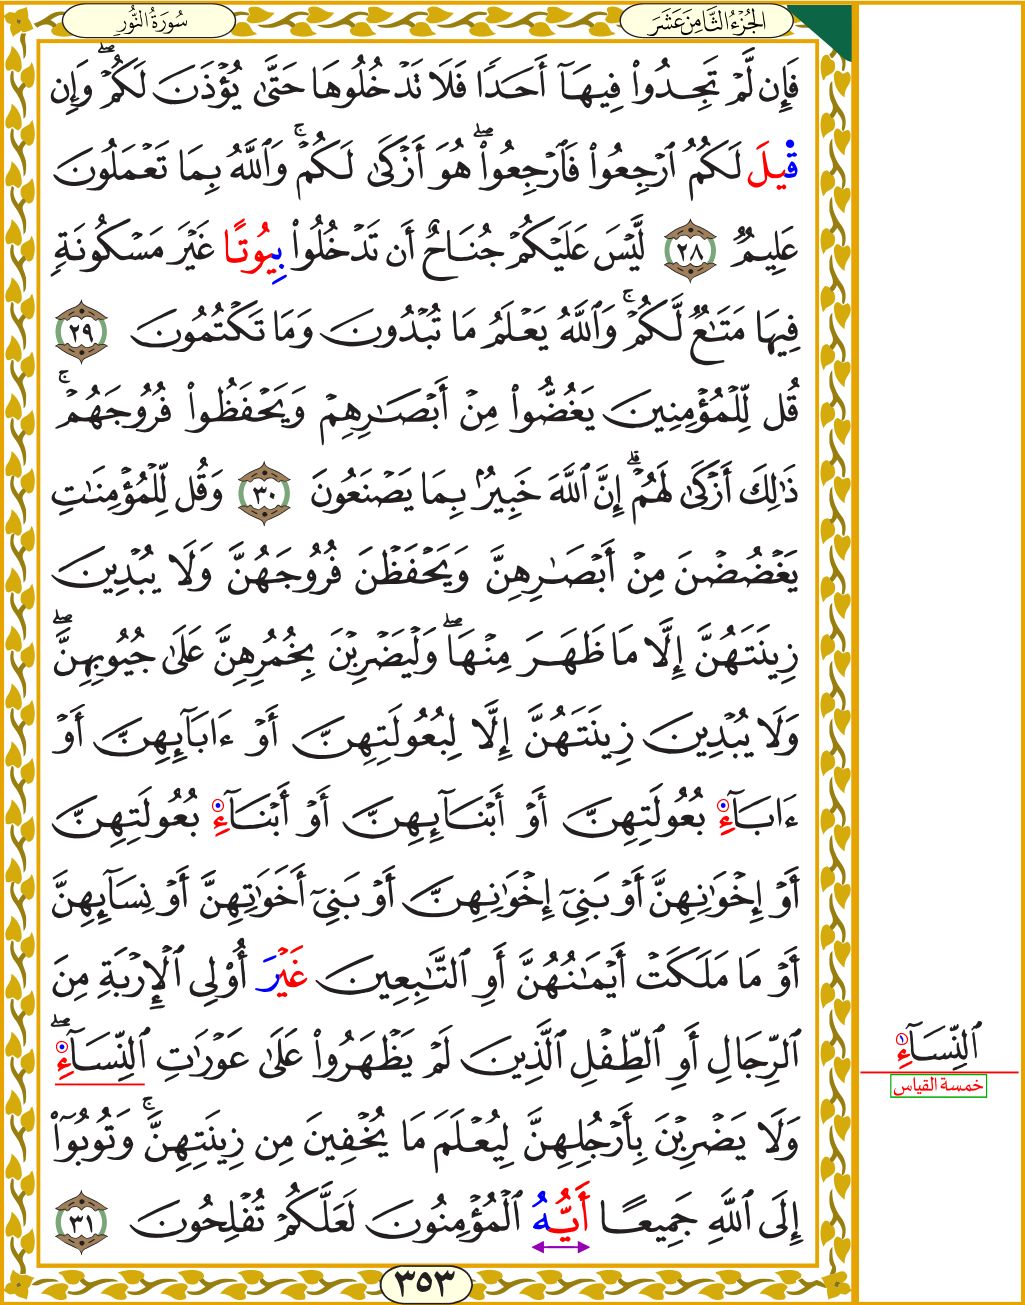 سُورَةُ النُّورِ
الجُزْءُ الثَّامِنَ عَشَرَ
فَإِن لَّمْ تَجِدُوا۟ فِيهَآ أَحَدًا فَلَا تَدْخُلُوهَا حَتَّىٰ يُؤْذَنَ لَكُمْ ۖ وَإِن
قِيلَ لَكُمُ ٱرْجِعُوا۟ فَٱرْجِعُوا۟ ۖ هُوَ أَزْكَىٰ لَكُمْ ۚ وَٱللَّهُ بِمَا تَعْمَلُونَ
عَلِيمٌ ٢٨ لَّيْسَ عَلَيْكُمْ جُنَاحٌ أَن تَدْخُلُوا۟ بِيُوتًا غَيْرَ مَسْكُونَةٍ
فِيهَا مَتَـٰعٌ لَّكُمْ ۚ وَٱللَّهُ يَعْلَمُ مَا تُبْدُونَ وَمَا تَكْتُمُونَ ٢٩
قُل لِّلْمُؤْمِنِينَ يَغُضُّوا۟ مِنْ أَبْصَـٰرِهِمْ وَيَحْفَظُوا۟ فُرُوجَهُمْ ۚ
ذَٰلِكَ أَزْكَىٰ لَهُمْ ۗ إِنَّ ٱللَّهَ خَبِيرٌۢ بِمَا يَصْنَعُونَ ٣٠ وَقُل لِّلْمُؤْمِنَـٰتِ
يَغْضُضْنَ مِنْ أَبْصَـٰرِهِنَّ وَيَحْفَظْنَ فُرُوجَهُنَّ وَلَا يُبْدِينَ
زِينَتَهُنَّ إِلَّا مَا ظَهَرَ مِنْهَا ۖ وَلْيَضْرِبْنَ بِخُمُرِهِنَّ عَلَىٰ جُيُوبِهِنَّ ۖ
وَلَا يُبْدِينَ زِينَتَهُنَّ إِلَّا لِبُعُولَتِهِنَّ أَوْ ءَابَآئِهِنَّ أَوْ
ءَابَآءِ بُعُولَتِهِنَّ أَوْ أَبْنَآئِهِنَّ أَوْ أَبْنَآءِ بُعُولَتِهِنَّ
أَوْ إِخْوَٰنِهِنَّ أَوْ بَنِىٓ إِخْوَٰنِهِنَّ أَوْ بَنِىٓ أَخَوَٰتِهِنَّ أَوْ نِسَآئِهِنَّ
أَوْ مَا مَلَكَتْ أَيْمَـٰنُهُنَّ أَوِ ٱلتَّـٰبِعِينَ غَيْرَ أُو۟لِى ٱلْإِرْبَةِ مِنَ
ٱلرِّجَالِ أَوِ ٱلطِّفْلِ ٱلَّذِينَ لَمْ يَظْهَرُوا۟ عَلَىٰ عَوْرَٰتِ ٱلنِّسَآءِ ۖ
وَلَا يَضْرِبْنَ بِأَرْجُلِهِنَّ لِيُعْلَمَ مَا يُخْفِينَ مِن زِينَتِهِنَّ ۚ وَتُوبُوٓا۟
إِلَى ٱللَّهِ جَمِيعًا أَيُّهُ ٱلْمُؤْمِنُونَ لَعَلَّكُمْ تُفْلِحُونَ ٣١
ٱلنِّسَآءِ
خمسة القياس
٣٥٣